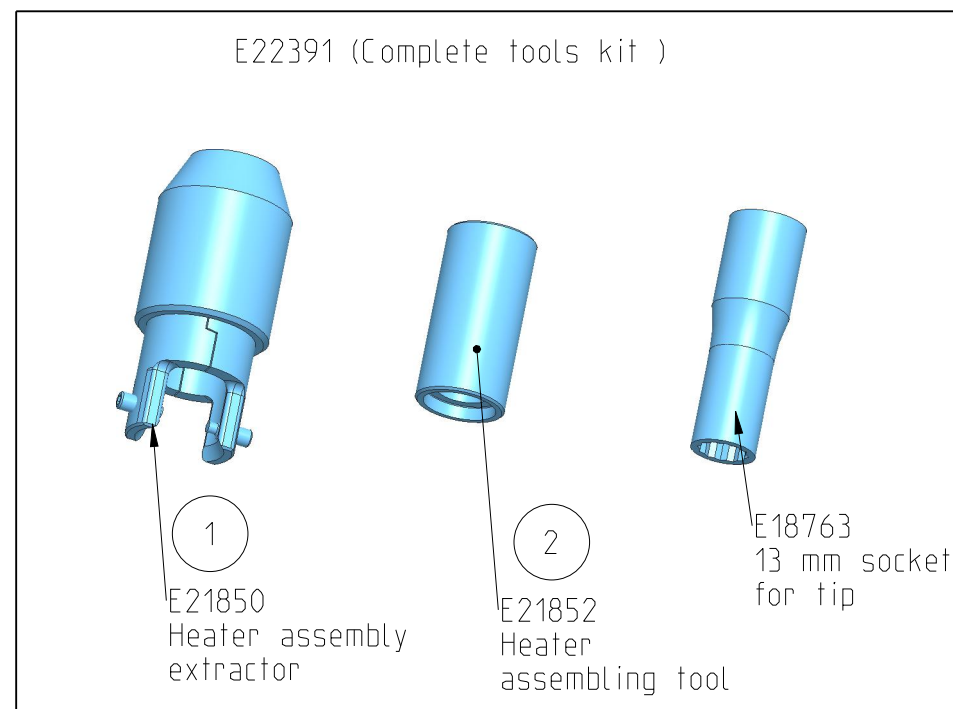 E22391 (Complete tools kit )
1
E21850
Heater assembly
extractor
2
E21852
Heater
assembling tool
E18763
13 mm socket
for tip